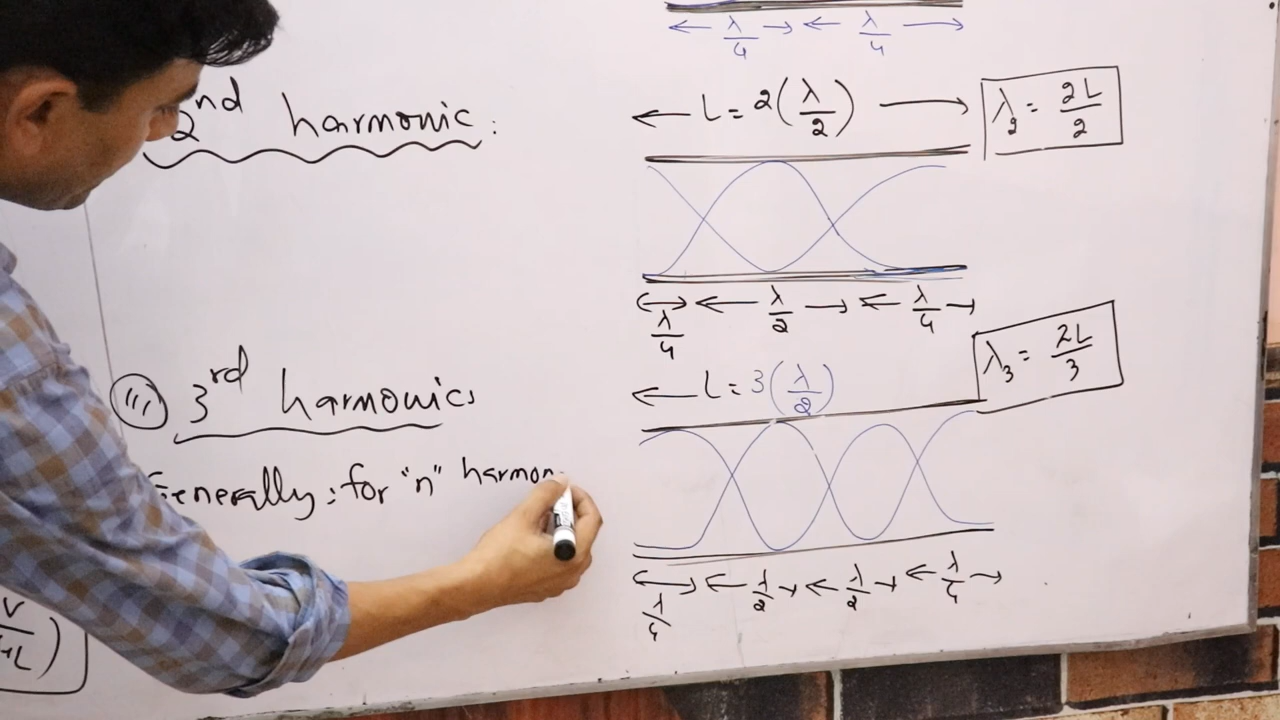 λ/4 λ/4
2nd harmonic:
L = 2(λ/2)
λ₂ = 2L/2
λ/4 λ/2 λ/4
(iii) 3rd harmonics
L = 3(λ/2)
λ₃ = 2L/3
Generally: for "n" harmon
λ/4 λ/2 λ/2 λ/4